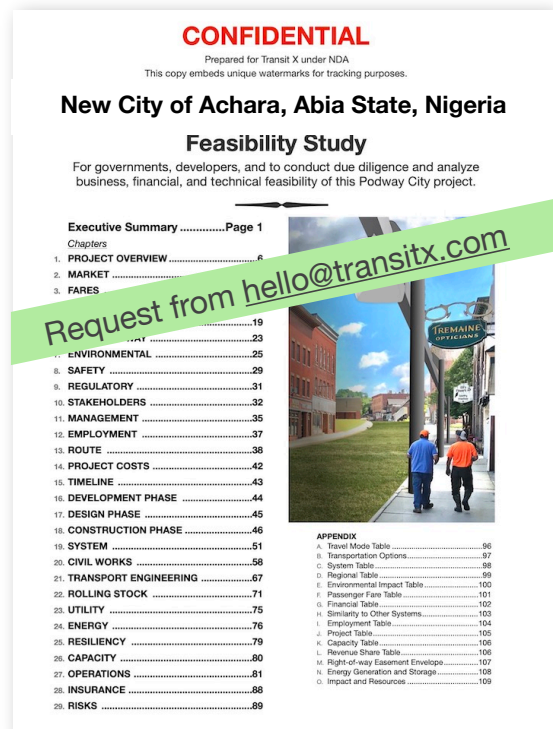 CONFIDENTIAL
Prepared for Transit X under NDA
This copy embeds unique watermarks for tracking purposes.
New City of Achara, Abia State, Nigeria
Feasibility Study
For governments, developers, and to conduct due diligence and analyze
business, financial, and technical feasibility of this Podway City project.
Executive Summary ..............Page 1
Chapters
1. PROJECT OVERVIEW ........................6
2. MARKET
3. FARES
Request from hello@transitx.com
19
23
7. ENVIRONMENTAL ............................25
8. SAFETY ............................................29
9. REGULATORY ...................................31
10. STAKEHOLDERS ..............................32
11. MANAGEMENT .................................35
12. EMPLOYMENT .................................37
13. ROUTE .............................................38
14. PROJECT COSTS .............................42
15. TIMELINE .........................................43
16. DEVELOPMENT PHASE ...................44
17. DESIGN PHASE ................................45
18. CONSTRUCTION PHASE .................46
19. SYSTEM ...........................................51
20. CIVIL WORKS ...................................58
21. TRANSPORT ENGINEERING ............67
22. ROLLING STOCK .............................71
23. UTILITY ............................................75
24. ENERGY ...........................................76
25. RESILIENCY .....................................79
26. CAPACITY ........................................80
27. OPERATIONS ...................................81
28. INSURANCE .....................................88
29. RISKS ..............................................89
TREMAINE
OPTICIANS
APPENDIX
A. Travel Mode Table ..........................................96
B. Transportation Options...................................97
C. System Table .................................................98
D. Regional Table................................................99
E. Environmental Impact Table .........................100
F. Passenger Fare Table ...................................101
G. Financial Table .............................................102
H. Similarity to Other Systems..........................103
I. Employment Table ........................................104
J. Project Table.................................................105
K. Capacity Table ..............................................106
L. Revenue Share Table ...................................106
M. Right-of-way Easement Envelope................107
N. Energy Generation and Storage...................108
O. Impact and Resources .................................109